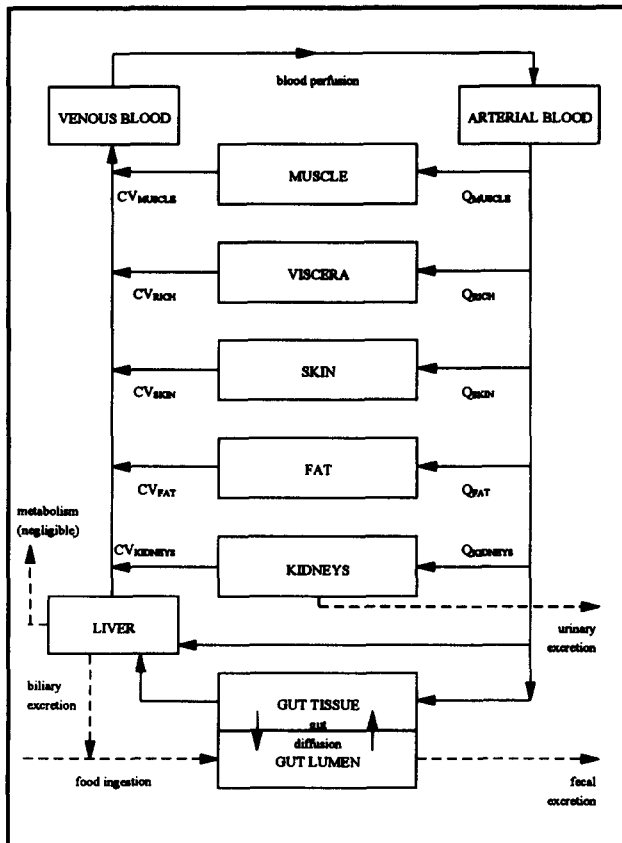 blood perfusion
VENOUS BLOOD
ARTERIAL BLOOD
MUSCLE
CVMUSCLE
QMUSCLE
VISCERA
CVRICH
QRICH
SKIN
CVSKIN
QSKIN
FAT
CVFAT
QFAT
metabolism
(negligible)
CVKIDNEYS
QKIDNEYS
KIDNEYS
LIVER
urinary
excretion
biliary
excretion
GUT TISSUE
gut
diffusion
GUT LUMEN
food ingestion
fecal
excretion